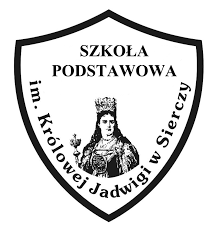 SZKOŁA
PODSTAWOWA
im. Królowej Jadwigi w Sierczy